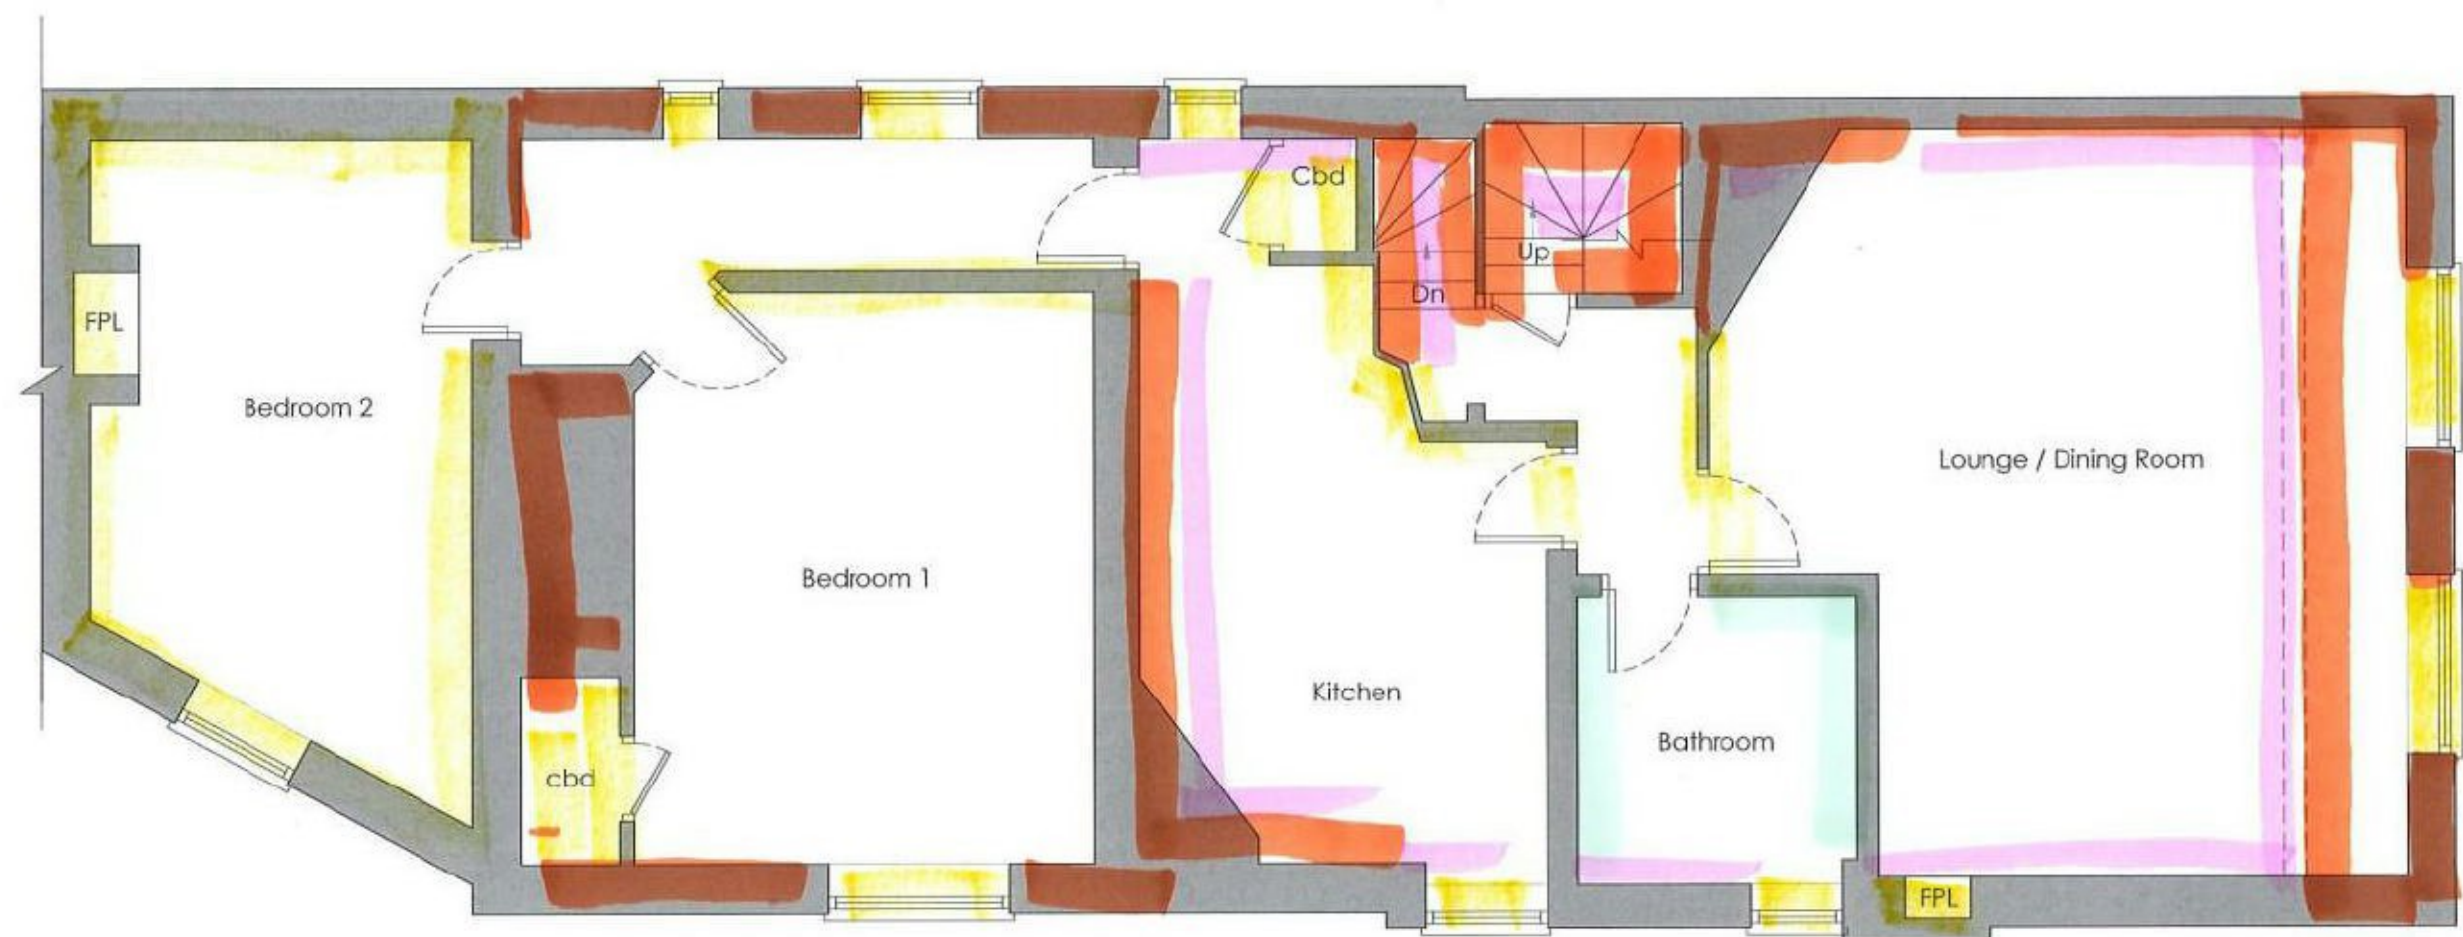 Cbd
Up
Dn
FPL
Bedroom 2
Lounge / Dining Room
Bedroom 1
Kitchen
Bathroom
cbd
FPL